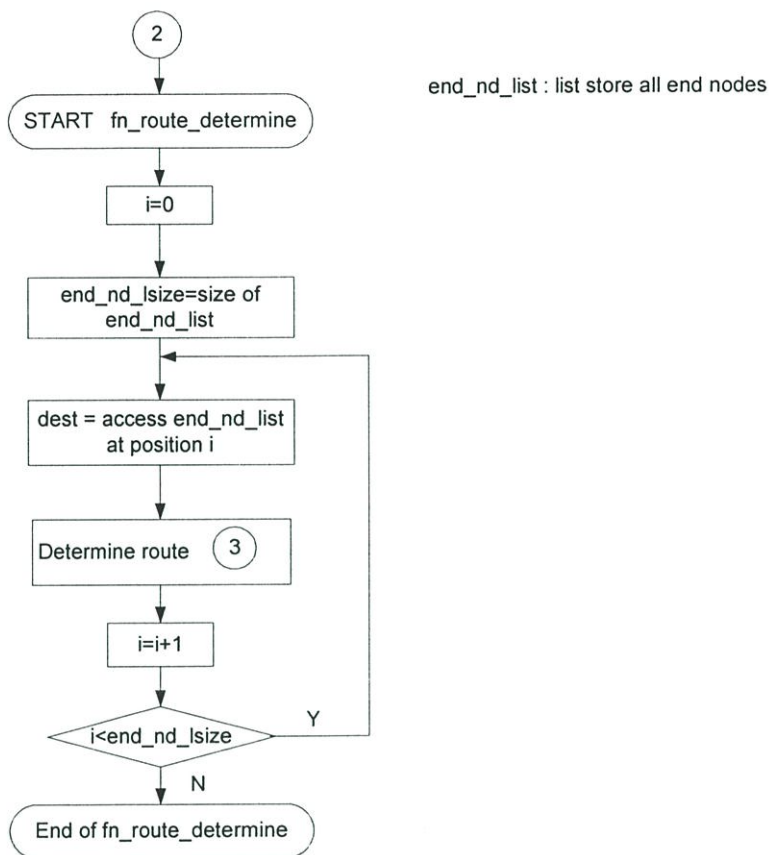 2
end_nd_list : list store all end nodes
START fn_route_determine
i=0
end_nd_lsize=size of
end_nd_list
dest = access end_nd_list
at position i
Determine route 3
i=i+1
i<end_nd_lsize
Y
N
End of fn_route_determine